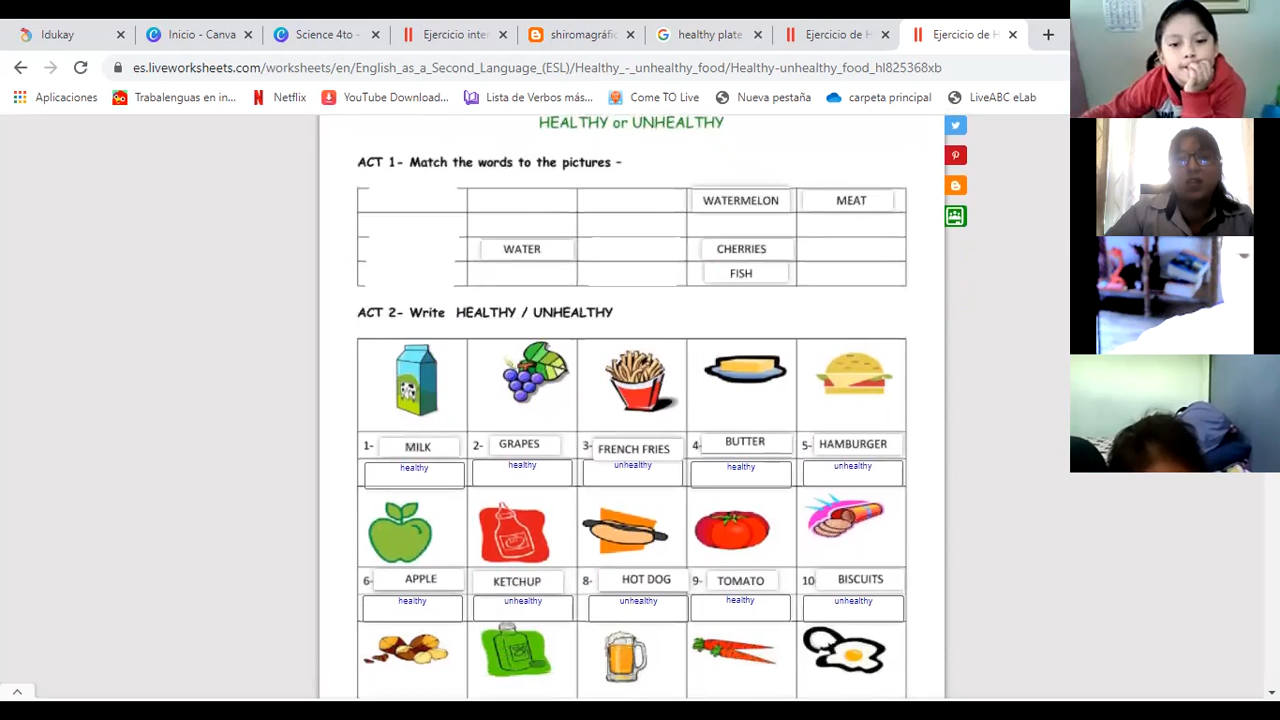 Idukay
Inicio - Canva
Science 4to -
Ejercicio inte
shiromagráfic
healthy plate
Ejercicio de H
Ejercicio de H
es.liveworksheets.com/worksheets/en/English_as_a_Second_Language_(ESL)/Healthy_-_unhealthy_food/Healthy-unhealthy_food_hl825368xb
Aplicaciones
Trabalenguas en in...
Netflix
YouTube Download...
Lista de Verbos más...
Come TO Live
Nueva pestaña
carpeta principal
LiveABC eLab
HEALTHY or UNHEALTHY
ACT 1- Match the words to the pictures -
WATERMELON MEAT
WATER CHERRIES
FISH
ACT 2- Write HEALTHY / UNHEALTHY
1- MILK 2- GRAPES 3- FRENCH FRIES 4- BUTTER 5- HAMBURGER
healthy healthy unhealthy healthy unhealthy
6- APPLE KETCHUP 8- HOT DOG 9- TOMATO 10 BISCUITS
healthy unhealthy unhealthy healthy unhealthy